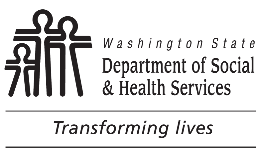 Washington State
Department of Social
& Health Services
Transforming lives